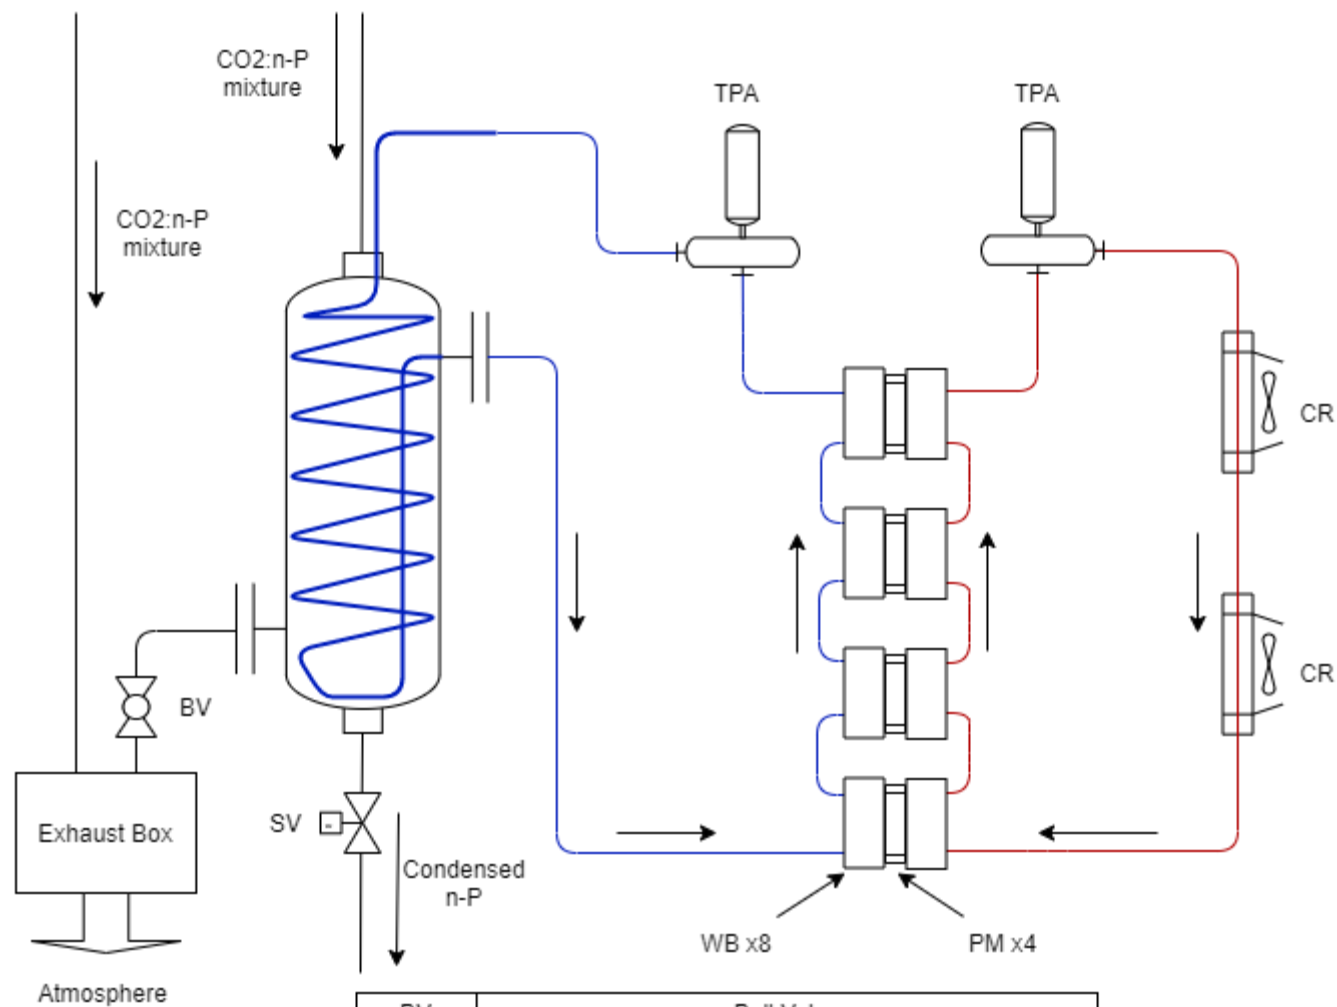 CO2:n-P
mixture
TPA
TPA
CO2:n-P
mixture
CR
CR
BV
Exhaust Box
SV
Condensed
n-P
WB x8
PM x4
Atmosphere